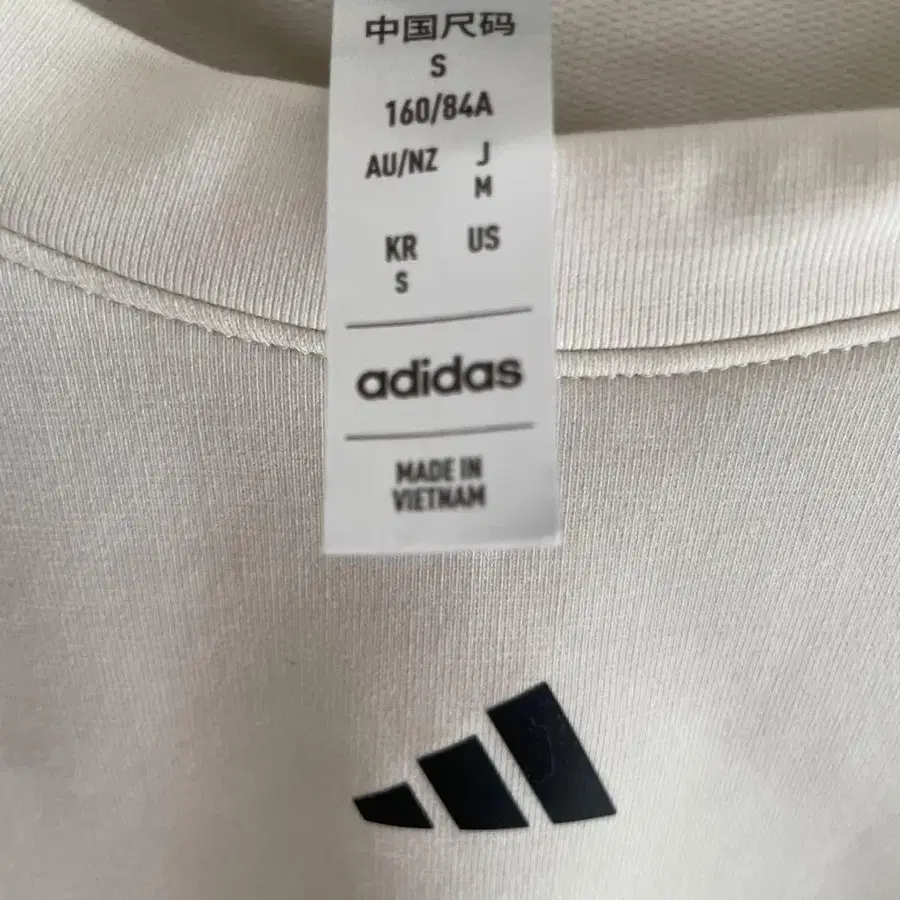 中国尺码
S
160/84A
AU/NZ J
M
KR US
S
adidas
MADE IN
VIETNAM